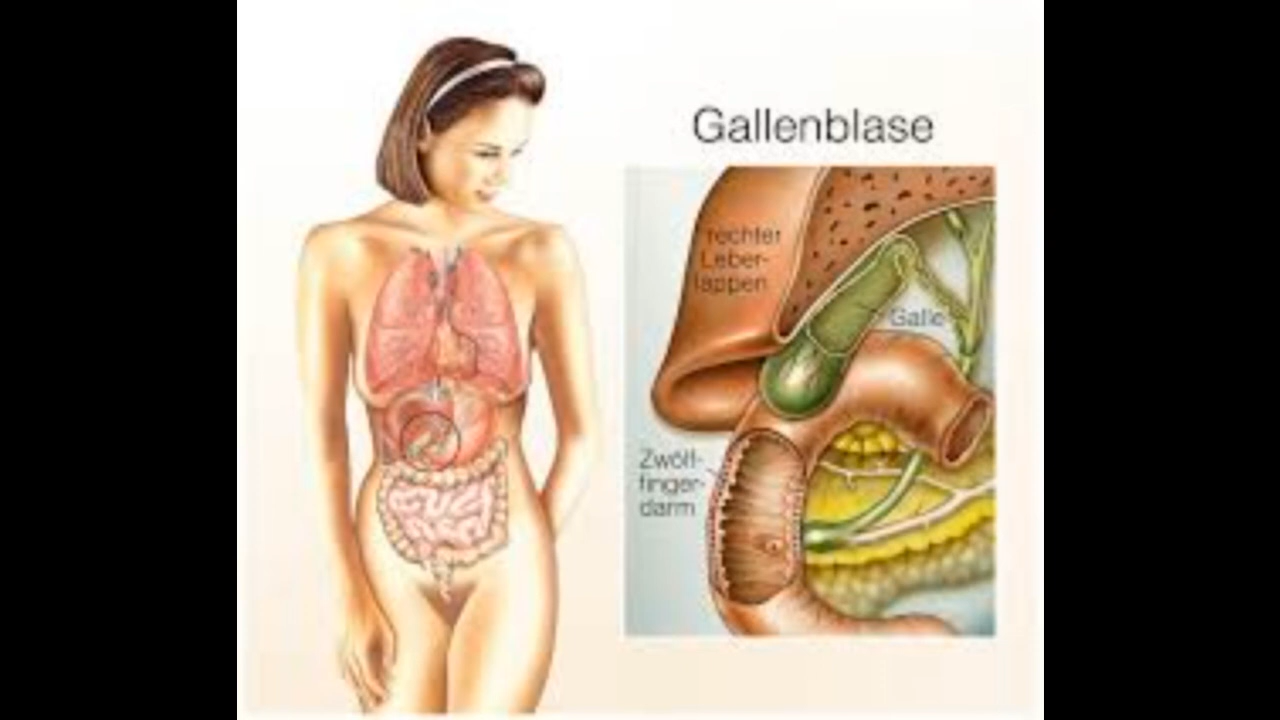 Gallenblase
rechter
Leber-
lappen
Galle
Zwölf-
finger-
darm